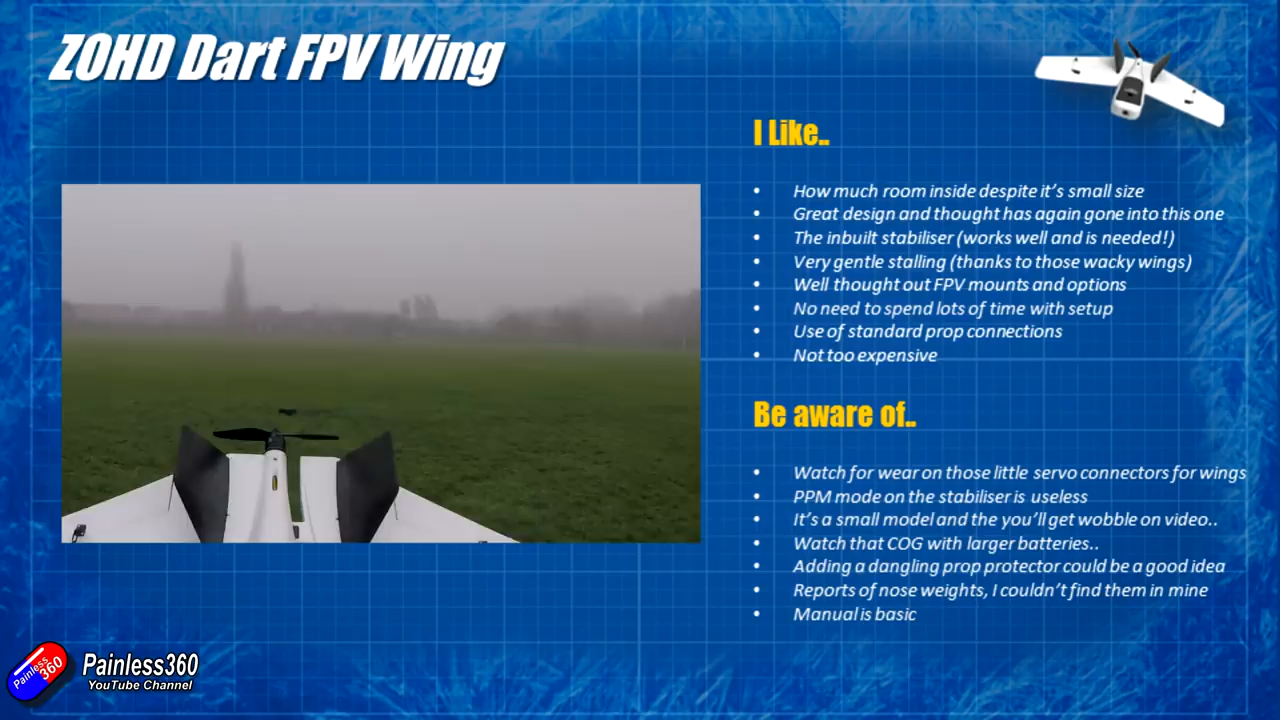 ZOHD Dart FPV Wing
I Like..
• How much room inside despite it's small size
• Great design and thought has again gone into this one
• The inbuilt stabiliser (works well and is needed!)
• Very gentle stalling (thanks to those wacky wings)
• Well thought out FPV mounts and options
• No need to spend lots of time with setup
• Use of standard prop connections
• Not too expensive
Be aware of..
• Watch for wear on those little servo connectors for wings
• PPM mode on the stabiliser is useless
• It's a small model and the you'll get wobble on video..
• Watch that COG with larger batteries..
• Adding a dangling prop protector could be a good idea
• Reports of nose weights, I couldn't find them in mine
• Manual is basic
Painless 360
Painless360
YouTube Channel